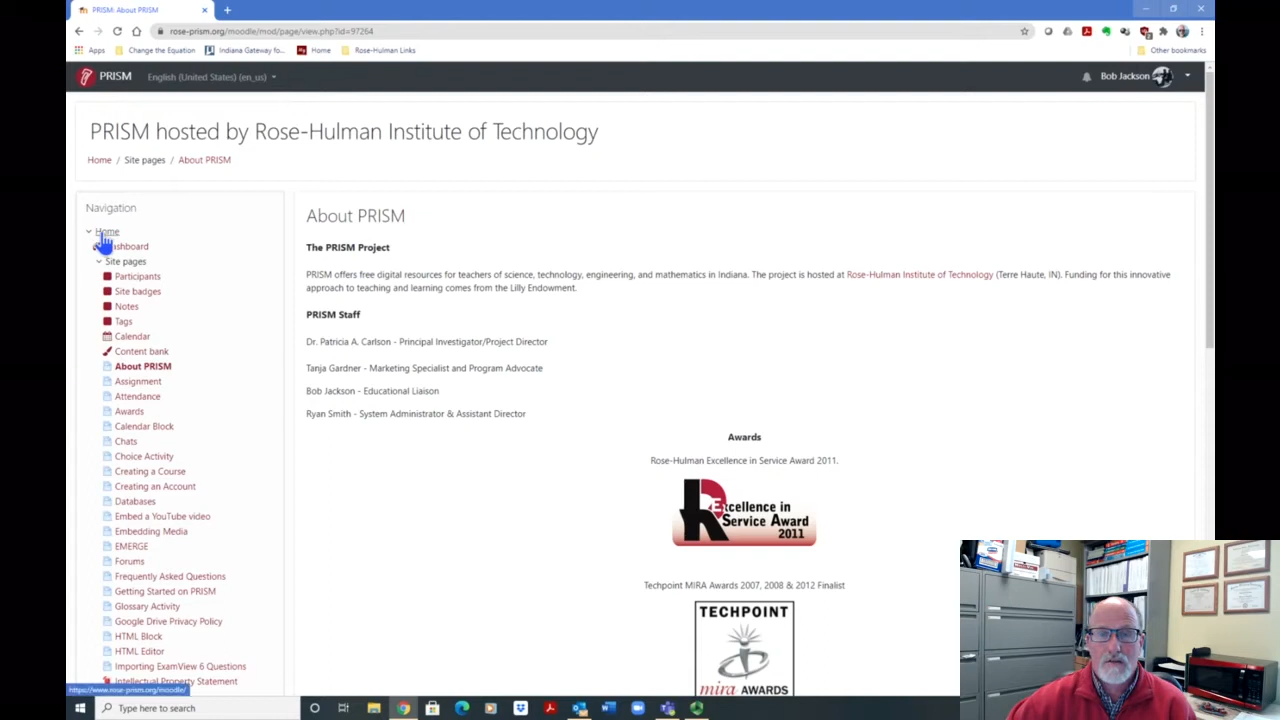 PRISM: About PRISM
rose-prism.org/moodle/mod/page/view.php?id=97264
Apps
Change the Equation
Indiana Gateway fo...
Home
Rose-Hulman Links
Other bookmarks
PRISM
English (United States) (en_us)
Bob Jackson
PRISM hosted by Rose-Hulman Institute of Technology
Home / Site pages / About PRISM
Navigation
Home
Dashboard
Site pages
Participants
Site badges
Notes
Tags
Calendar
Content bank
About PRISM
Assignment
Attendance
Awards
Calendar Block
Chats
Choice Activity
Creating a Course
Creating an Account
Databases
Embed a YouTube video
Embedding Media
EMERGE
Forums
Frequently Asked Questions
Getting Started on PRISM
Glossary Activity
Google Drive Privacy Policy
HTML Block
HTML Editor
Importing ExamView 6 Questions
Intellectual Property Statement
About PRISM
The PRISM Project
PRISM offers free digital resources for teachers of science, technology, engineering, and mathematics in Indiana. The project is hosted at Rose-Hulman Institute of Technology (Terre Haute, IN). Funding for this innovative
approach to teaching and learning comes from the Lilly Endowment.
PRISM Staff
Dr. Patricia A. Carlson - Principal Investigator/Project Director
Tanja Gardner - Marketing Specialist and Program Advocate
Bob Jackson - Educational Liaison
Ryan Smith - System Administrator & Assistant Director
Awards
Rose-Hulman Excellence in Service Award 2011.
Excellence in
Service Award
2011
Techpoint MIRA Awards 2007, 2008 & 2012 Finalist
TECHPOINT
mira AWARDS
https://www.rose-prism.org/moodle/
Type here to search